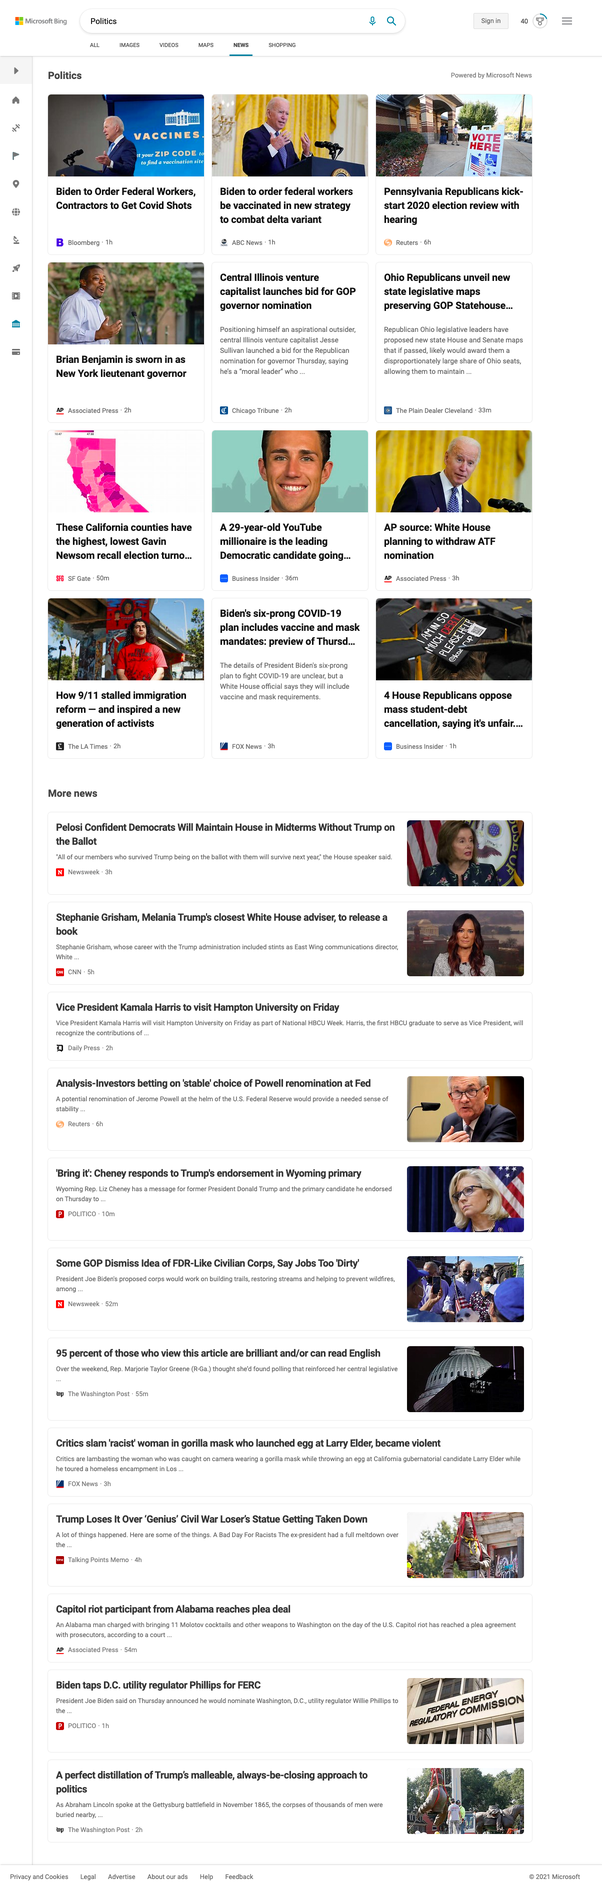 Microsoft Bing
Politics
Sign in
40
ALL
IMAGES
VIDEOS
MAPS
NEWS
SHOPPING
Politics
Powered by Microsoft News
VACCINES.
your ZIP CODE to
find a vaccination site
VOTE
HERE
Biden to Order Federal Workers,
Contractors to Get Covid Shots
Bloomberg · 1h
Biden to order federal workers
be vaccinated in new strategy
to combat delta variant
ABC News · 1h
Pennsylvania Republicans kick-
start 2020 election review with
hearing
Reuters · 6h
Brian Benjamin is sworn in as
New York lieutenant governor
AP Associated Press · 2h
Central Illinois venture
capitalist launches bid for GOP
governor nomination
Positioning himself an aspirational outsider,
central Illinois venture capitalist Jesse
Sullivan launched a bid for the Republican
nomination for governor Thursday, saying
he's a "moral leader" who ...
Chicago Tribune · 2h
Ohio Republicans unveil new
state legislative maps
preserving GOP Statehouse...
Republican Ohio legislative leaders have
proposed new state House and Senate maps
that if passed, likely would award them a
disproportionately large share of Ohio seats,
allowing them to maintain ...
The Plain Dealer Cleveland · 33m
These California counties have
the highest, lowest Gavin
Newsom recall election turno...
SF Gate · 50m
A 29-year-old YouTube
millionaire is the leading
Democratic candidate going...
Business Insider · 36m
AP source: White House
planning to withdraw ATF
nomination
AP Associated Press · 3h
How 9/11 stalled immigration
reform — and inspired a new
generation of activists
The LA Times · 2h
Biden's six-prong COVID-19
plan includes vaccine and mask
mandates: preview of Thursd...
The details of President Biden's six-prong
plan to fight COVID-19 are unclear, but a
White House official says they will include
vaccine and mask requirements.
FOX News · 3h
I AM IN SO
MUCH DEBT
PLEASE
4 House Republicans oppose
mass student-debt
cancellation, saying it's unfair....
Business Insider · 1h
More news
Pelosi Confident Democrats Will Maintain House in Midterms Without Trump on
the Ballot
"All of our members who survived Trump being on the ballot with them will survive next year," the House speaker said.
N Newsweek · 3h
Stephanie Grisham, Melania Trump's closest White House adviser, to release a
book
Stephanie Grisham, whose career with the Trump administration included stints as East Wing communications director,
White ...
CNN · 5h
Vice President Kamala Harris to visit Hampton University on Friday
Vice President Kamala Harris will visit Hampton University on Friday as part of National HBCU Week. Harris, the first HBCU graduate to serve as Vice President, will
recognize the contributions of ...
Daily Press · 2h
Analysis-Investors betting on 'stable' choice of Powell renomination at Fed
A potential renomination of Jerome Powell at the helm of the U.S. Federal Reserve would provide a needed sense of
stability ...
Reuters · 6h
'Bring it': Cheney responds to Trump's endorsement in Wyoming primary
Wyoming Rep. Liz Cheney has a message for former President Donald Trump and the primary candidate he endorsed
on Thursday to ...
P POLITICO · 10m
Some GOP Dismiss Idea of FDR-Like Civilian Corps, Say Jobs Too 'Dirty'
President Joe Biden's proposed corps would work on building trails, restoring streams and helping to prevent wildfires,
among ...
N Newsweek · 52m
95 percent of those who view this article are brilliant and/or can read English
Over the weekend, Rep. Marjorie Taylor Greene (R-Ga.) thought she'd found polling that reinforced her central legislative
...
wp The Washington Post · 55m
Critics slam 'racist' woman in gorilla mask who launched egg at Larry Elder, became violent
Critics are lambasting the woman who was caught on camera wearing a gorilla mask while throwing an egg at California gubernatorial candidate Larry Elder while
he toured a homeless encampment in Los ...
FOX News · 3h
Trump Loses It Over ‘Genius’ Civil War Loser’s Statue Getting Taken Down
A lot of things happened. Here are some of the things. A Bad Day For Racists The ex-president had a full meltdown over
the ...
Talking Points Memo · 4h
Capitol riot participant from Alabama reaches plea deal
An Alabama man charged with bringing 11 Molotov cocktails and other weapons to Washington on the day of the U.S. Capitol riot has reached a plea agreement
with prosecutors, according to a court ...
AP Associated Press · 54m
Biden taps D.C. utility regulator Phillips for FERC
President Joe Biden said on Thursday announced he would nominate Washington, D.C., utility regulator Willie Phillips to
the ...
P POLITICO · 1h
FEDERAL ENERGY
REGULATORY COMMISSION
A perfect distillation of Trump's malleable, always-be-closing approach to
politics
As Abraham Lincoln spoke at the Gettysburg battlefield in November 1865, the corpses of thousands of men were
buried nearby, ...
wp The Washington Post · 2h
Privacy and Cookies
Legal
Advertise
About our ads
Help
Feedback
© 2021 Microsoft